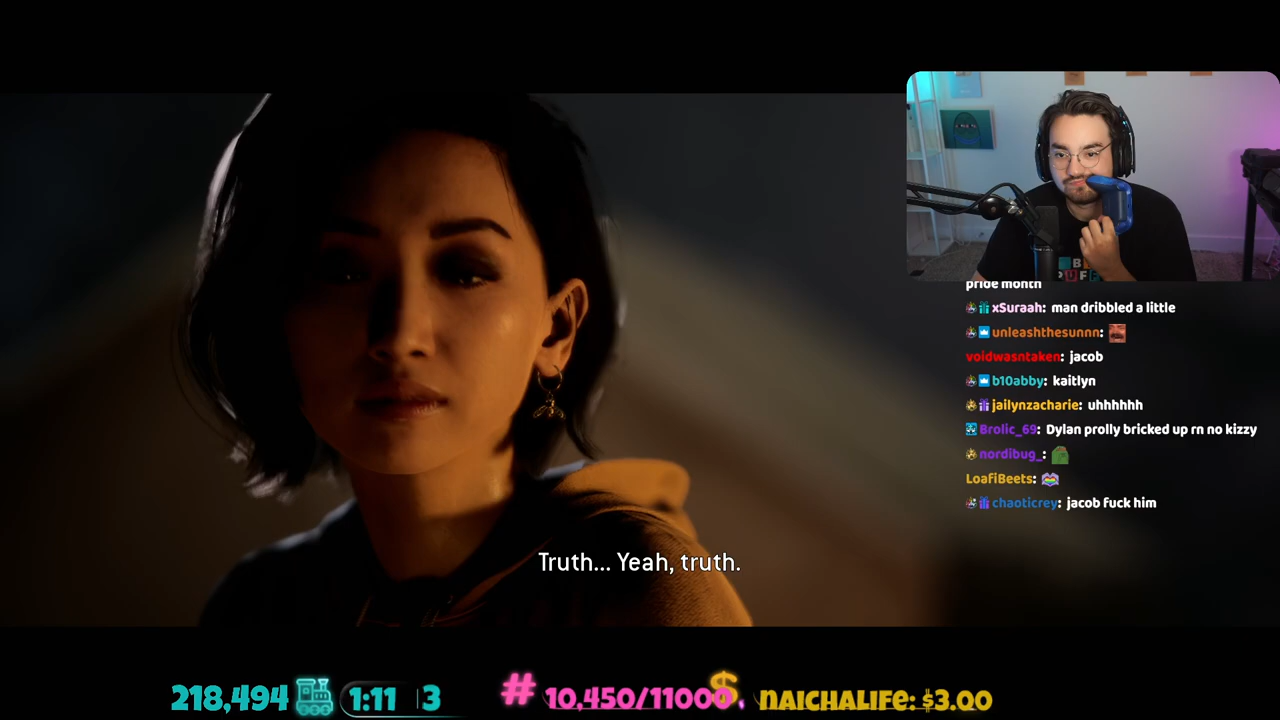 pride month
xSuraah: man dribbled a little
unleashthesunnn:
voidwasntaken: jacob
b10abby: kaitlyn
jailynzacharie: uhhhhhh
Brolic_69: Dylan prolly bricked up rn no kizzy
nordibug_:
LoafiBeets:
chaoticrey: jacob fuck him
Truth... Yeah, truth.
218,494 1:11 3 # 10,450/11000 $ NAICHALIFE: $3.00